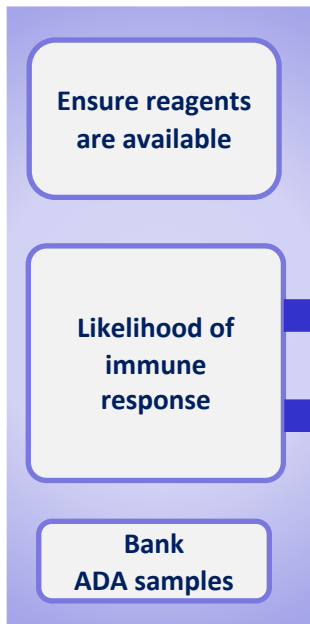 Ensure reagents
are available
Likelihood of
immune
response
Bank
ADA samples